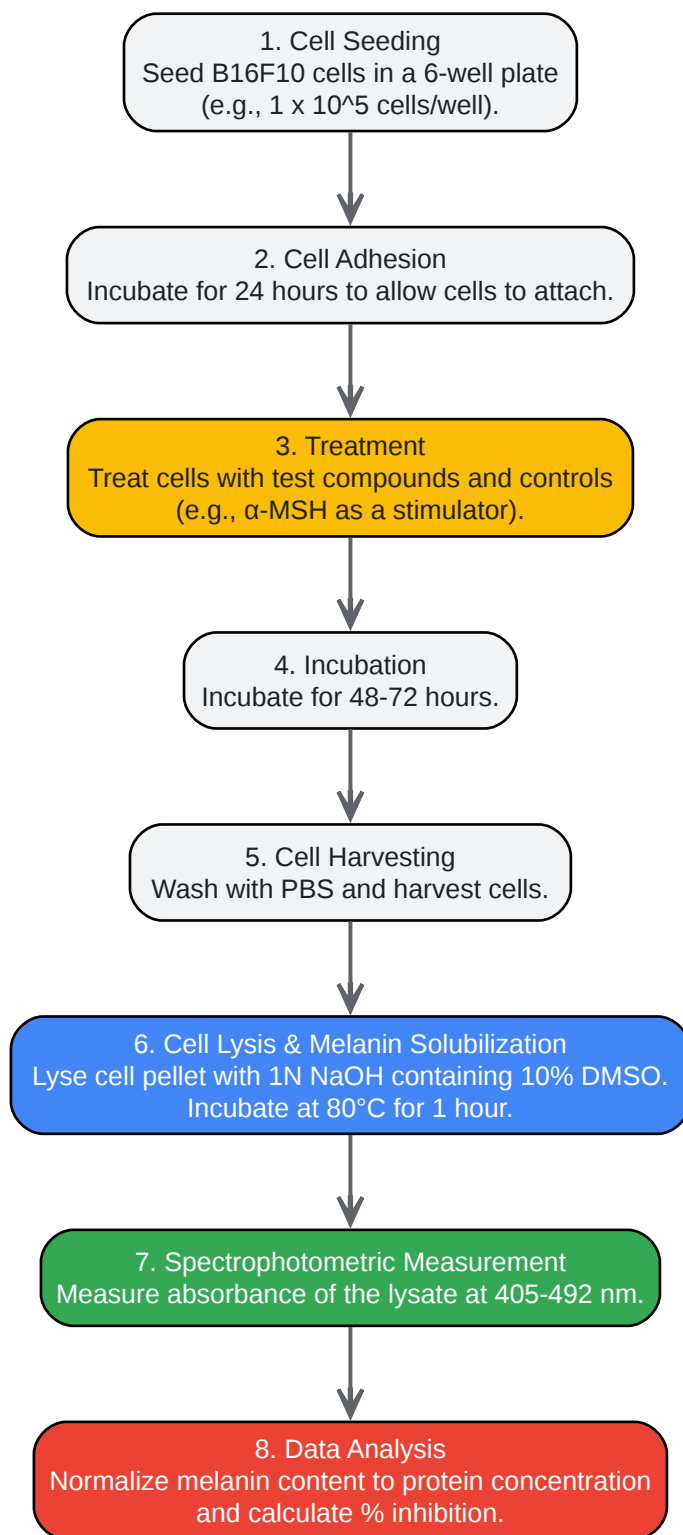 1. Cell Seeding
Seed B16F10 cells in a 6-well plate
(e.g., 1 x 10^5 cells/well).
2. Cell Adhesion
Incubate for 24 hours to allow cells to attach.
3. Treatment
Treat cells with test compounds and controls
(e.g., α-MSH as a stimulator).
4. Incubation
Incubate for 48-72 hours.
5. Cell Harvesting
Wash with PBS and harvest cells.
6. Cell Lysis & Melanin Solubilization
Lyse cell pellet with 1N NaOH containing 10% DMSO.
Incubate at 80°C for 1 hour.
7. Spectrophotometric Measurement
Measure absorbance of the lysate at 405-492 nm.
8. Data Analysis
Normalize melanin content to protein concentration
and calculate % inhibition.